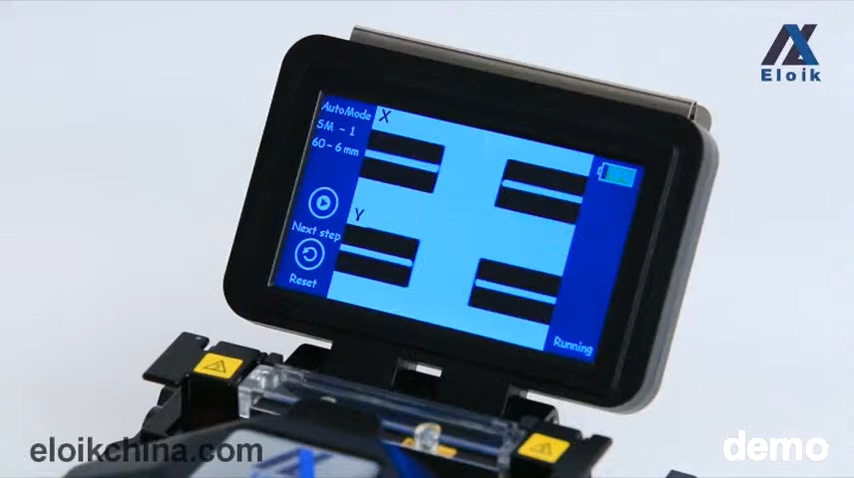 Eloik
AutoMode
SM - 1
60 - 6 mm
X
Y
Next step
Reset
Running
eloikchina.com
demo